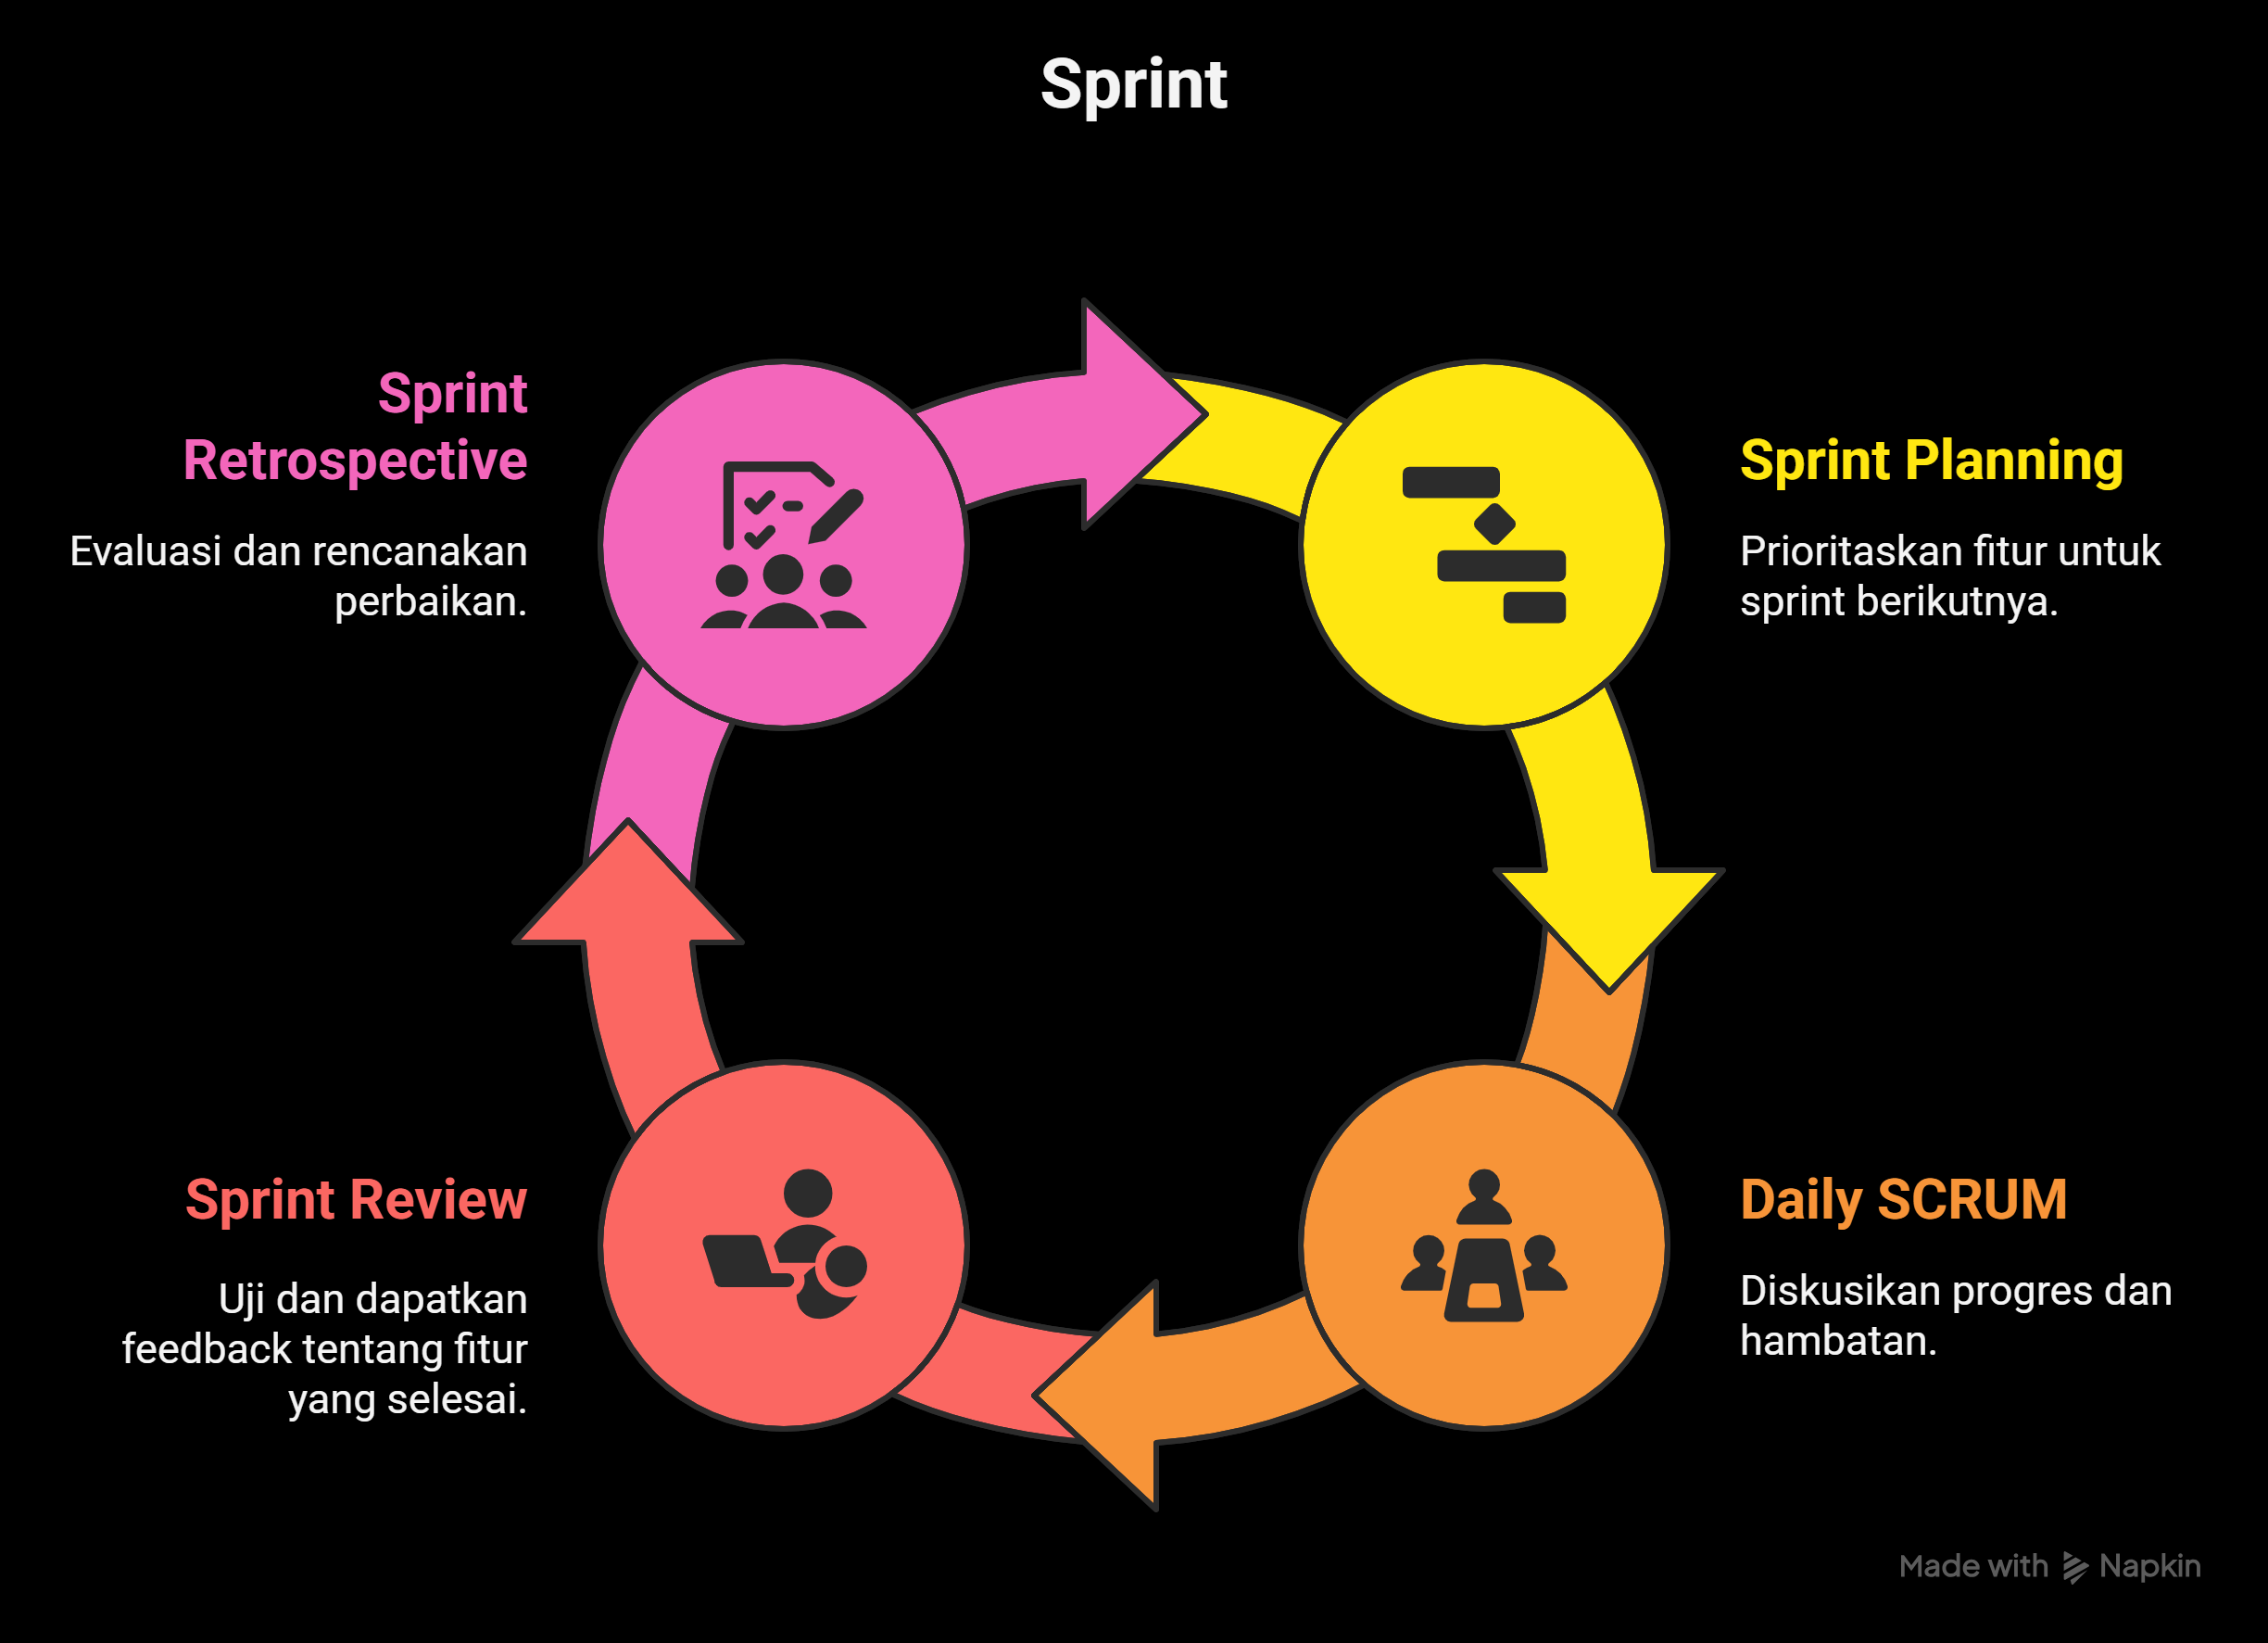 Sprint
Sprint
Retrospective
Evaluasi dan rencanakan
perbaikan.
Sprint Planning
Prioritaskan fitur untuk
sprint berikutnya.
Sprint Review
Uji dan dapatkan
feedback tentang fitur
yang selesai.
Daily SCRUM
Diskusikan progres dan
hambatan.
Made with Napkin